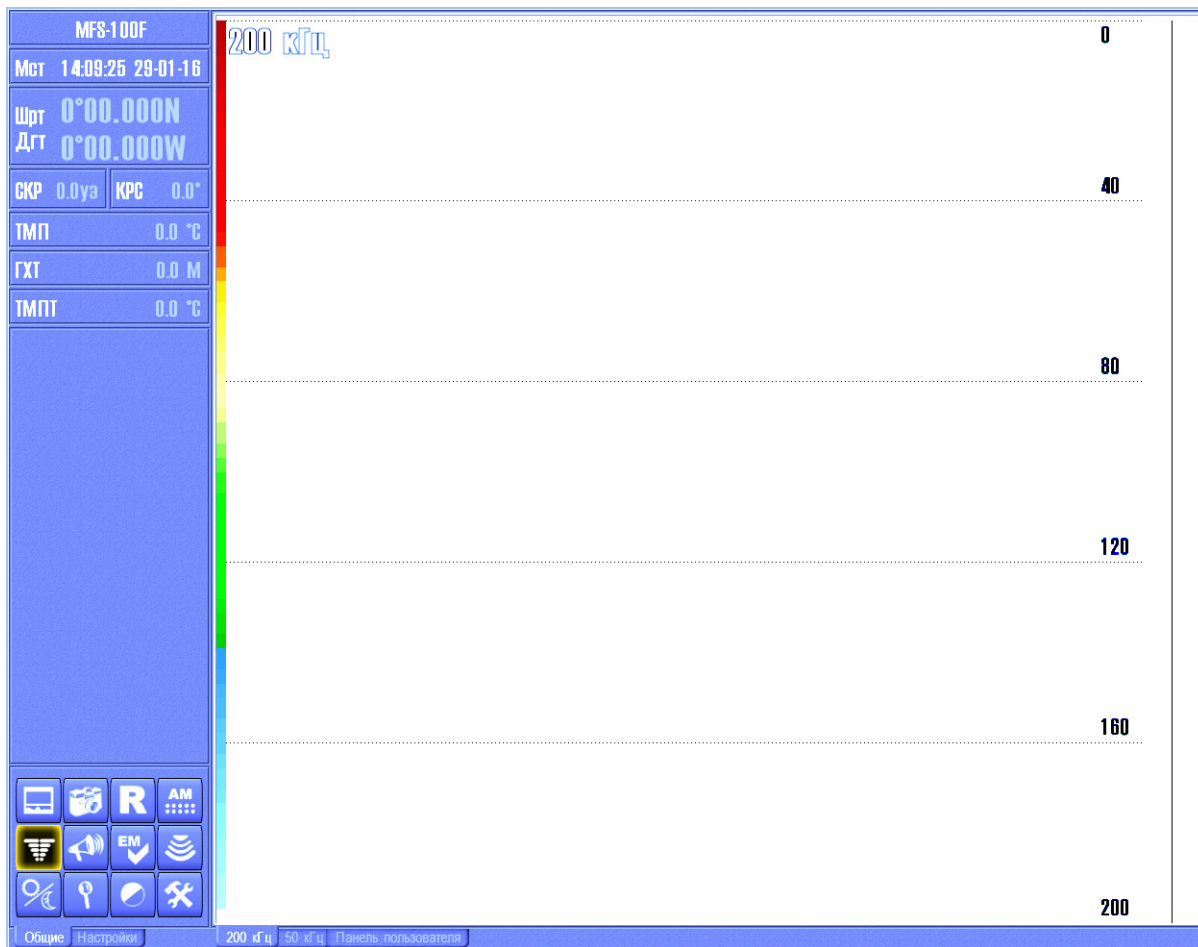 MFS-100F
Мст 14:09:25 29-01-16
Шрт 0°00.000N
Дгт 0°00.000W
СКР 0.0уз КРС 0.0°
ТМП 0.0 °C
ГХТ 0.0 М
ТМПТ 0.0 °C
AM
R
EM
Общие Настройки
200 кГц
0
40
80
120
160
200
200 кГц 50 кГц Панель пользователя